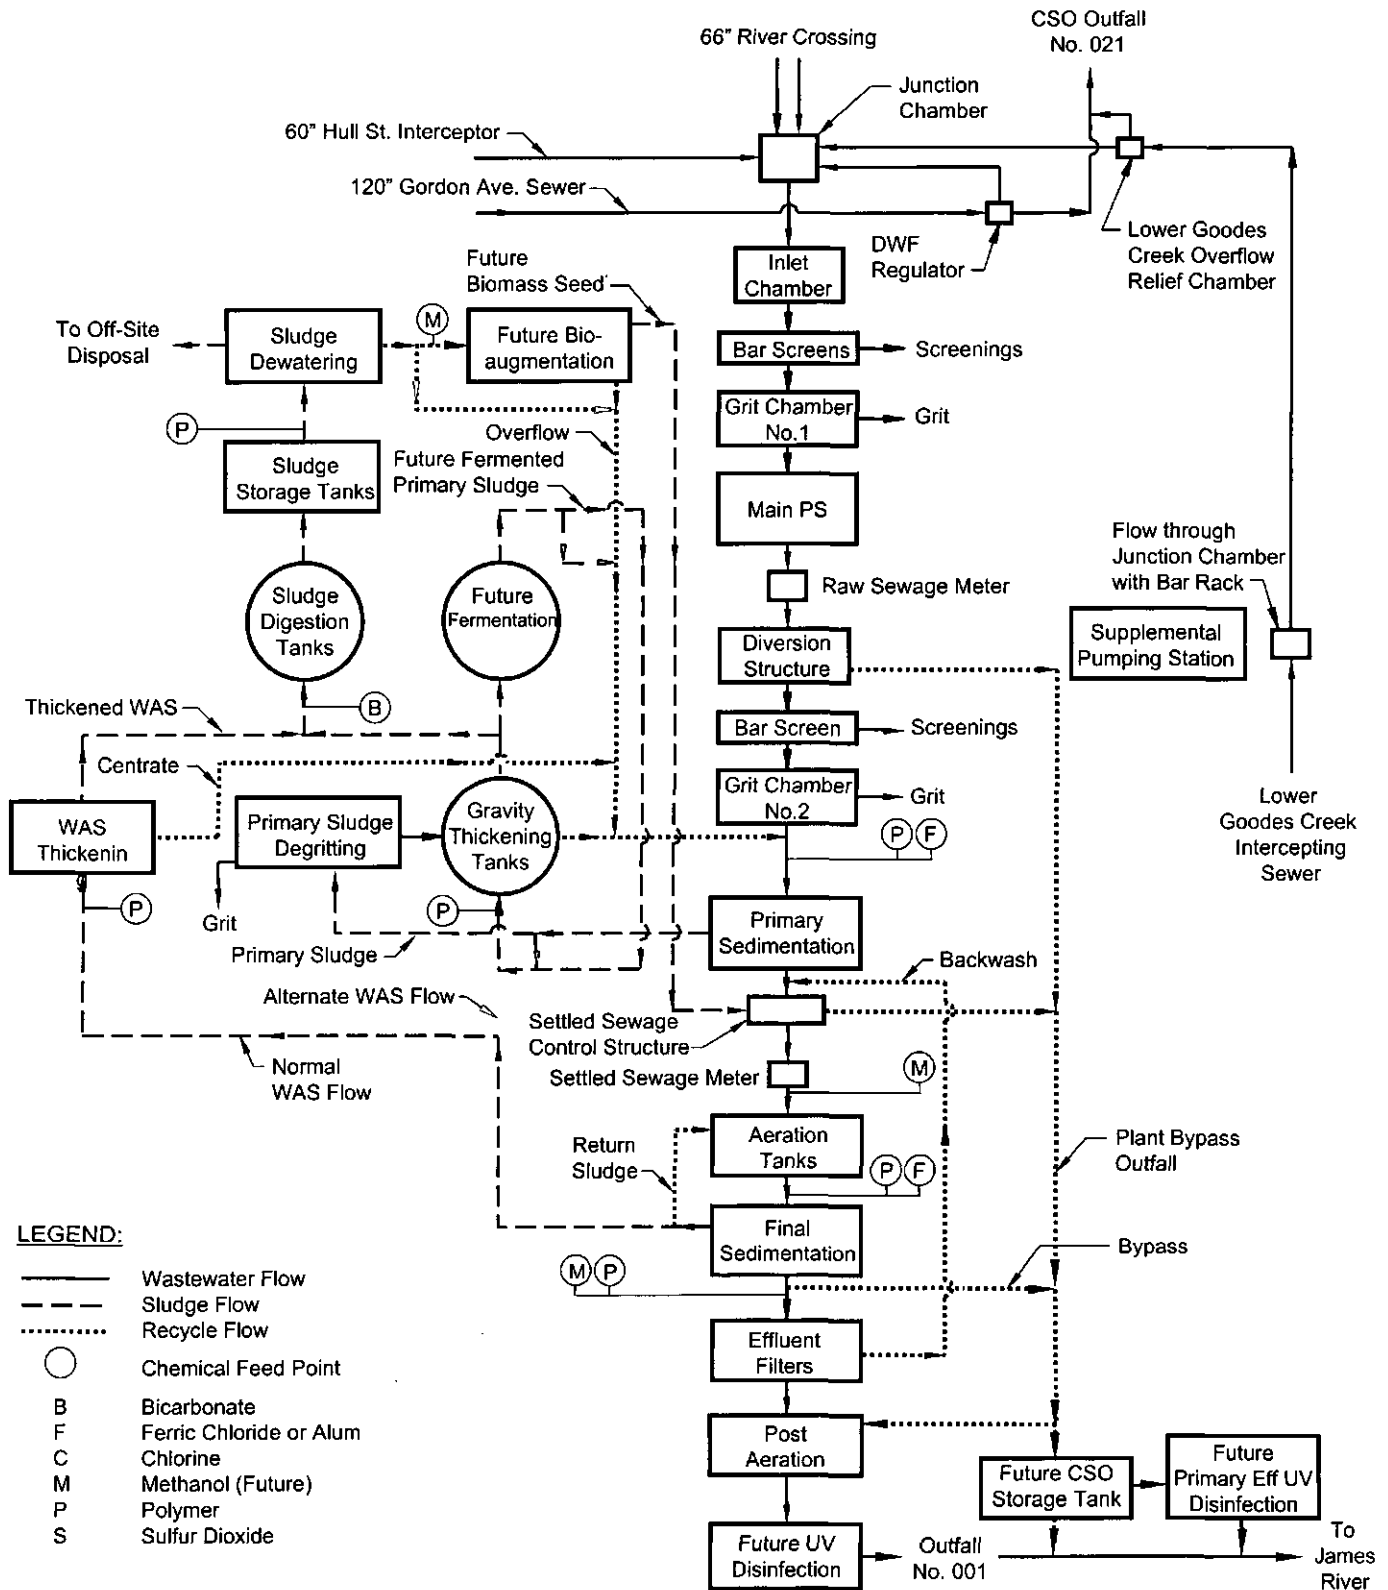 CSO Outfall
No. 021
66" River Crossing
Junction
Chamber
60" Hull St. Interceptor
120" Gordon Ave. Sewer
DWF
Regulator
Lower Goodes
Creek Overflow
Relief Chamber
Future
Biomass Seed
Inlet
Chamber
To Off-Site
Disposal
Sludge
Dewatering
M
Future Bio-
augmentation
Bar Screens
Screenings
Grit Chamber
No.1
Grit
P
Overflow
Future Fermented
Primary Sludge
Sludge
Storage Tanks
Main PS
Flow through
Junction Chamber
with Bar Rack
Raw Sewage Meter
Sludge
Digestion
Tanks
Future
Fermentation
Diversion
Structure
Supplemental
Pumping Station
Thickened WAS
B
Bar Screen
Screenings
Centrate
Grit Chamber
No.2
Grit
Lower
Goodes Creek
Intercepting
Sewer
WAS
Thickenin
Primary Sludge
Degritting
Gravity
Thickening
Tanks
P
F
P
Grit
P
Primary Sludge
Primary
Sedimentation
Backwash
Alternate WAS Flow
Settled Sewage
Control Structure
Normal
WAS Flow
Settled Sewage Meter
M
Aeration
Tanks
Return
Sludge
P
F
Plant Bypass
Outfall
Final
Sedimentation
Bypass
M
P
Effluent
Filters
Post
Aeration
Future CSO
Storage Tank
Future
Primary Eff UV
Disinfection
Future UV
Disinfection
Outfall
No. 001
To
James
River
LEGEND:
Wastewater Flow
Sludge Flow
Recycle Flow
Chemical Feed Point
B Bicarbonate
F Ferric Chloride or Alum
C Chlorine
M Methanol (Future)
P Polymer
S Sulfur Dioxide